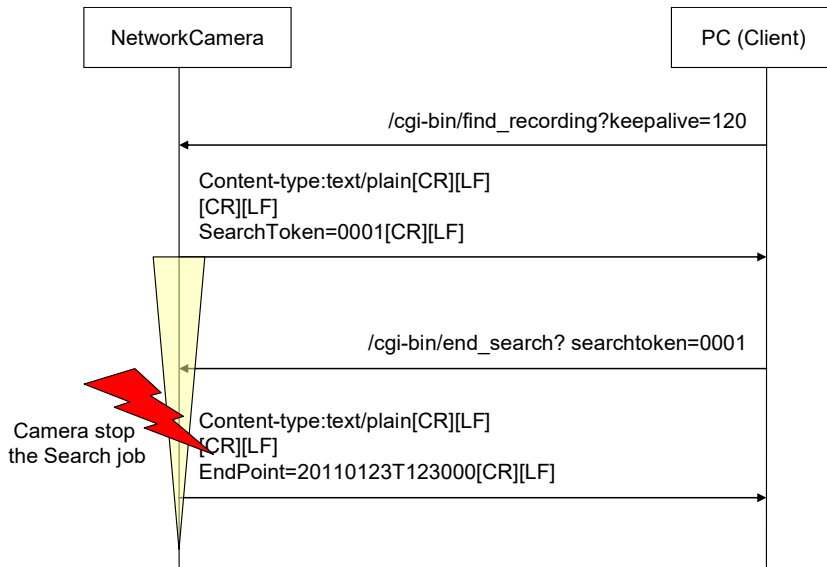 NetworkCamera
PC (Client)
/cgi-bin/find_recording?keepalive=120
Content-type:text/plain[CR][LF]
[CR][LF]
SearchToken=0001[CR][LF]
/cgi-bin/end_search? searchtoken=0001
Camera stop
the Search job
Content-type:text/plain[CR][LF]
[CR][LF]
EndPoint=20110123T123000[CR][LF]